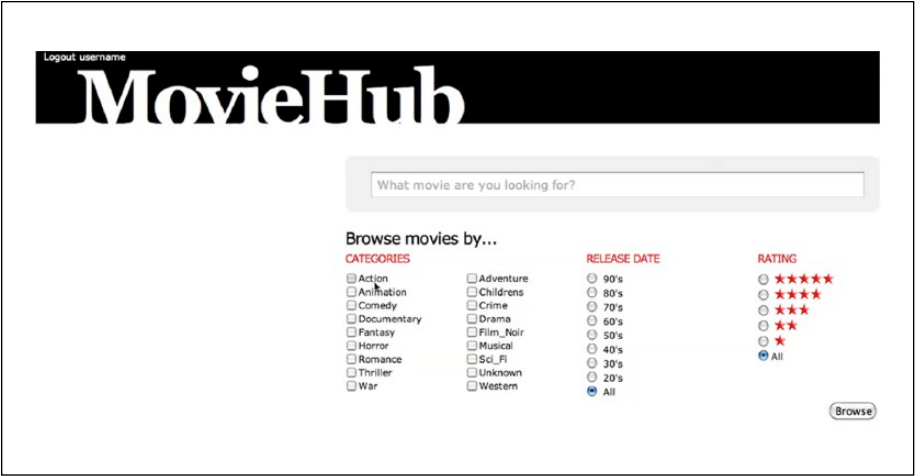 Logout username
MovieHub
What movie are you looking for?
Browse movies by...
CATEGORIES
Action
Animation
Comedy
Documentary
Fantasy
Horror
Romance
Thriller
War
Adventure
Childrens
Crime
Drama
Film_Noir
Musical
Sci_Fi
Unknown
Western
RELEASE DATE
90's
80's
70's
60's
50's
40's
30's
20's
All
RATING
All
Browse